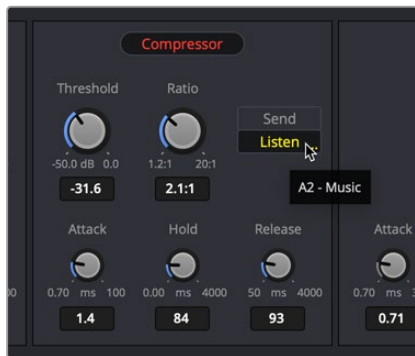 Compressor
Threshold Ratio
Send
Listen ...
-50.0 dB 0.0 1.2:1 20:1
-31.6 2.1:1
A2 - Music
Attack Hold Release Attack
00 0.70 ms 100 0.00 ms 4000 50 ms 4000 0.70 ms 3
1.4 84 93 0.71